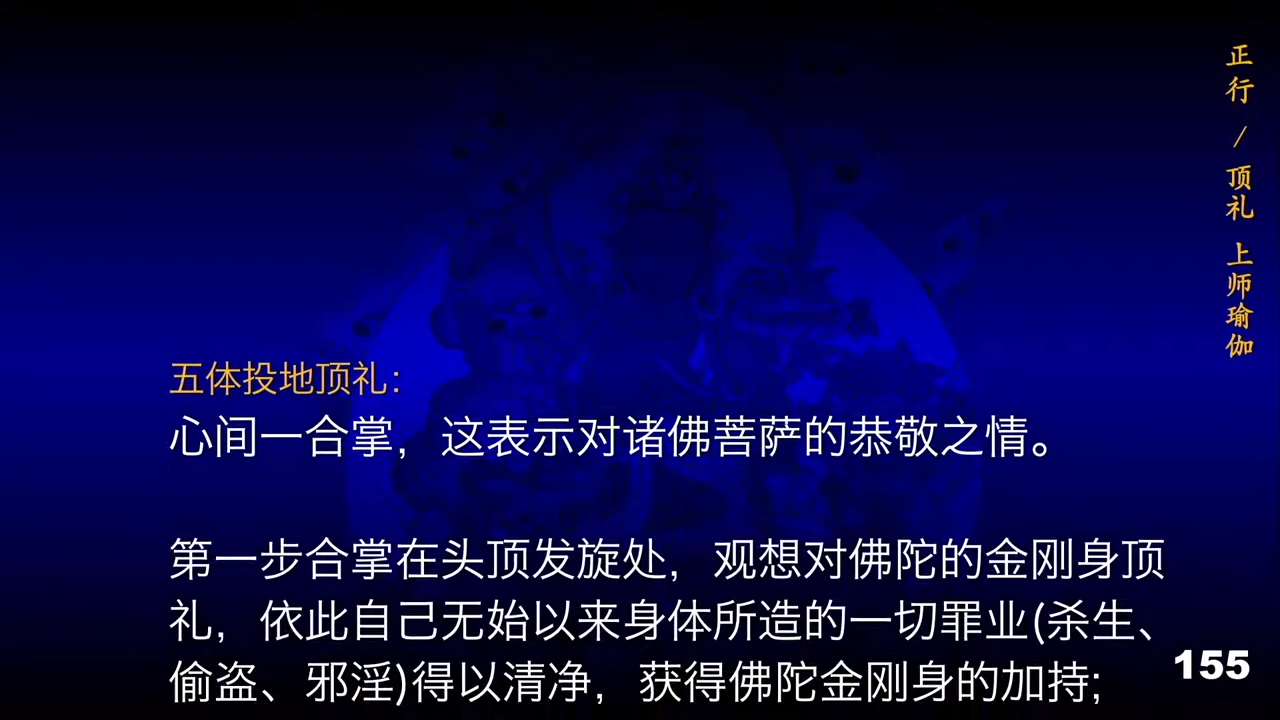 正行 / 顶礼 上师瑜伽
五体投地顶礼：
心间一合掌，这表示对诸佛菩萨的恭敬之情。
第一步合掌在头顶发旋处，观想对佛陀的金刚身顶
礼，依此自己无始以来身体所造的一切罪业(杀生、
偷盗、邪淫)得以清净，获得佛陀金刚身的加持；
155